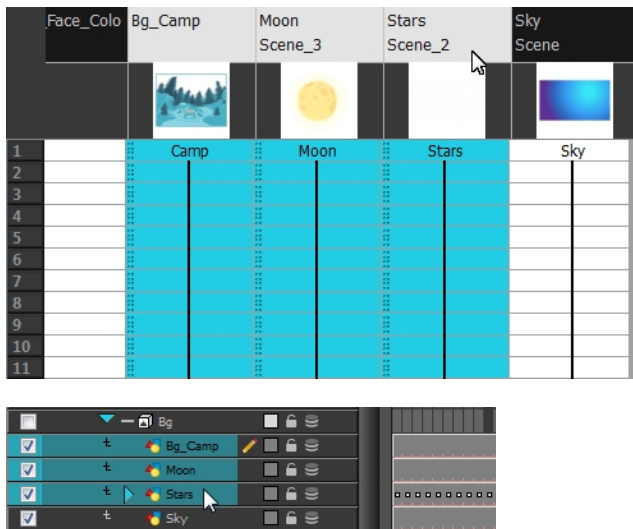 _Face_Colo Bg_Camp Moon Stars Sky
Scene_3 Scene_2 Scene
1 Camp Moon Stars Sky
2
3
4
5
6
7
8
9
10
11
Bg
Bg_Camp
Moon
Stars
Sky